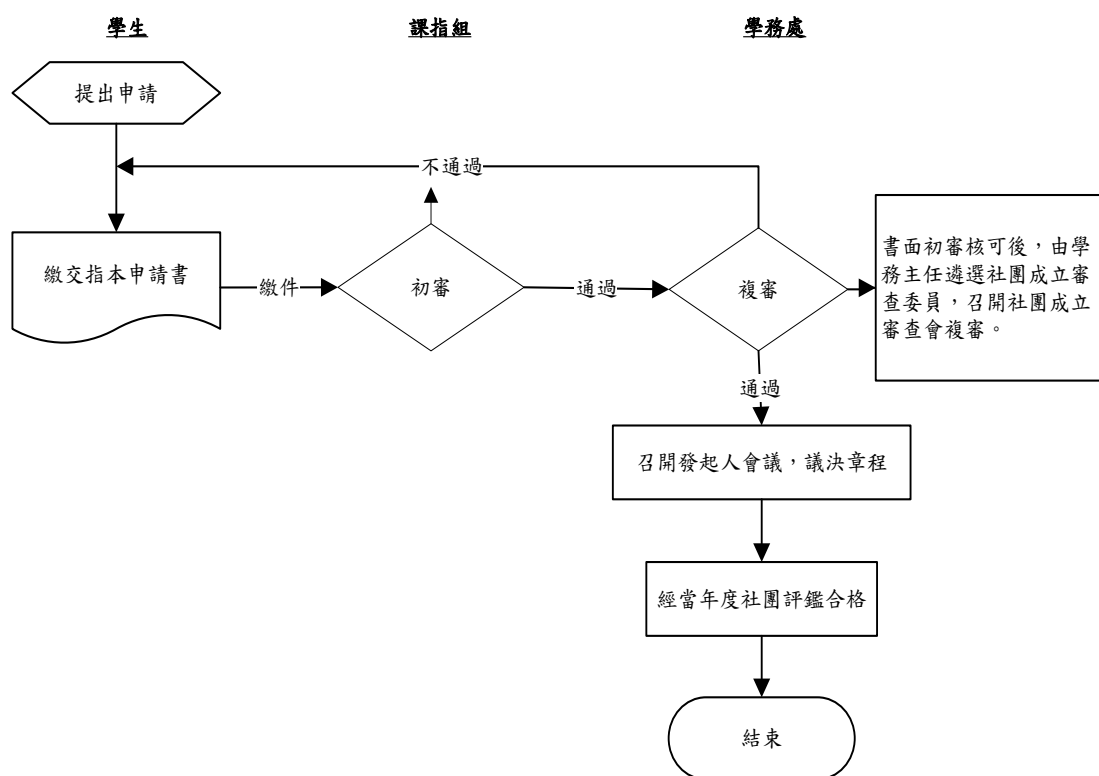 學生
課指組
學務處
提出申請
不通過
繳交指本申請書
繳件
初審
通過
複審
書面初審核可後，由學
務主任遴選社團成立審
查委員，召開社團成立
審查會複審。
通過
召開發起人會議，議決章程
經當年度社團評鑑合格
結束